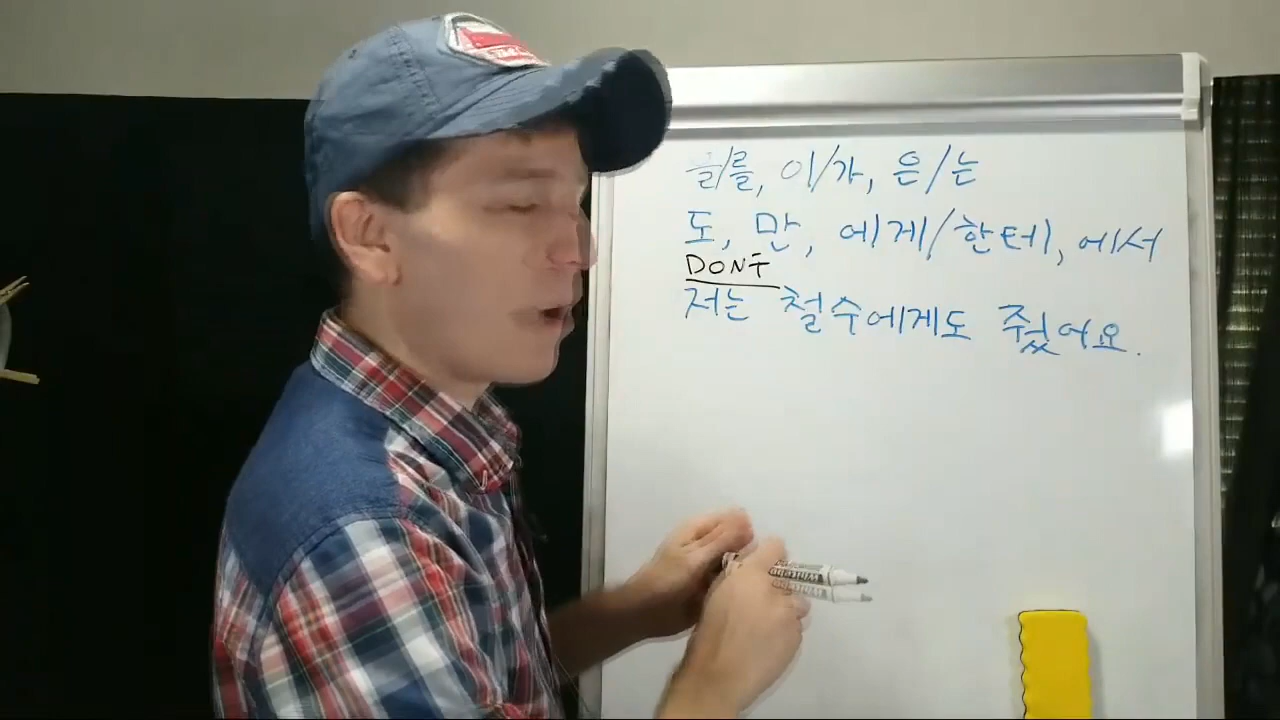 을/를, 이/가, 은/는
도, 만, 에게/한테, 에서
DON'T
저는 철수에게도 줬어요.